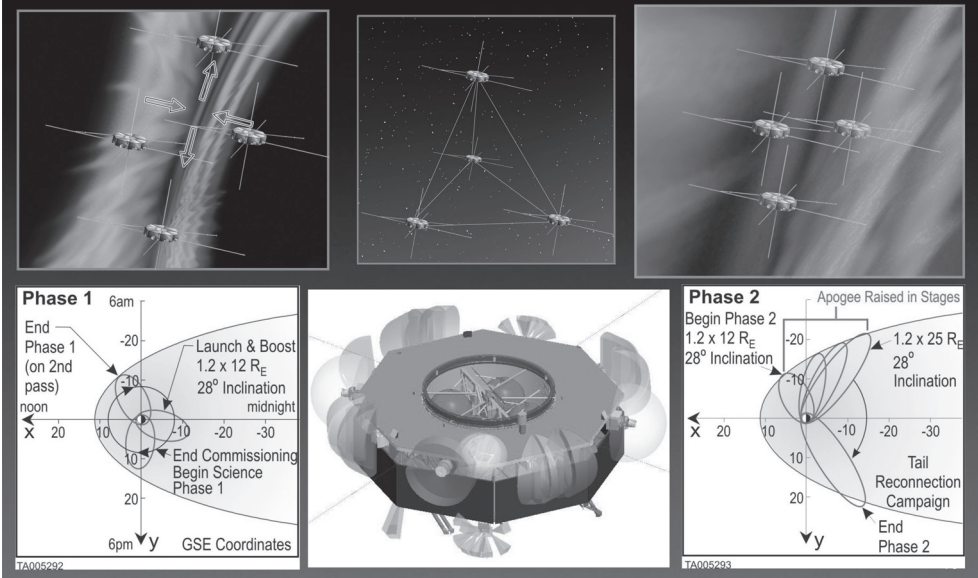 Phase 1
6am
End
Phase 1
(on 2nd
pass)
-20
Launch & Boost
1.2 x 12 R_E
28° Inclination
-10
noon
midnight
x
20
10
-10
-20
-30
10
End Commissioning
Begin Science
Phase 1
20
6pm
y
GSE Coordinates
TA005292
Phase 2
Apogee Raised in Stages
Begin Phase 2
1.2 x 12 R_E
28° Inclination
-20
1.2 x 25 R_E
28°
Inclination
-10
x
20
10
-10
-20
-30
10
Tail
Reconnection
Campaign
20
End
Phase 2
y
TA005293